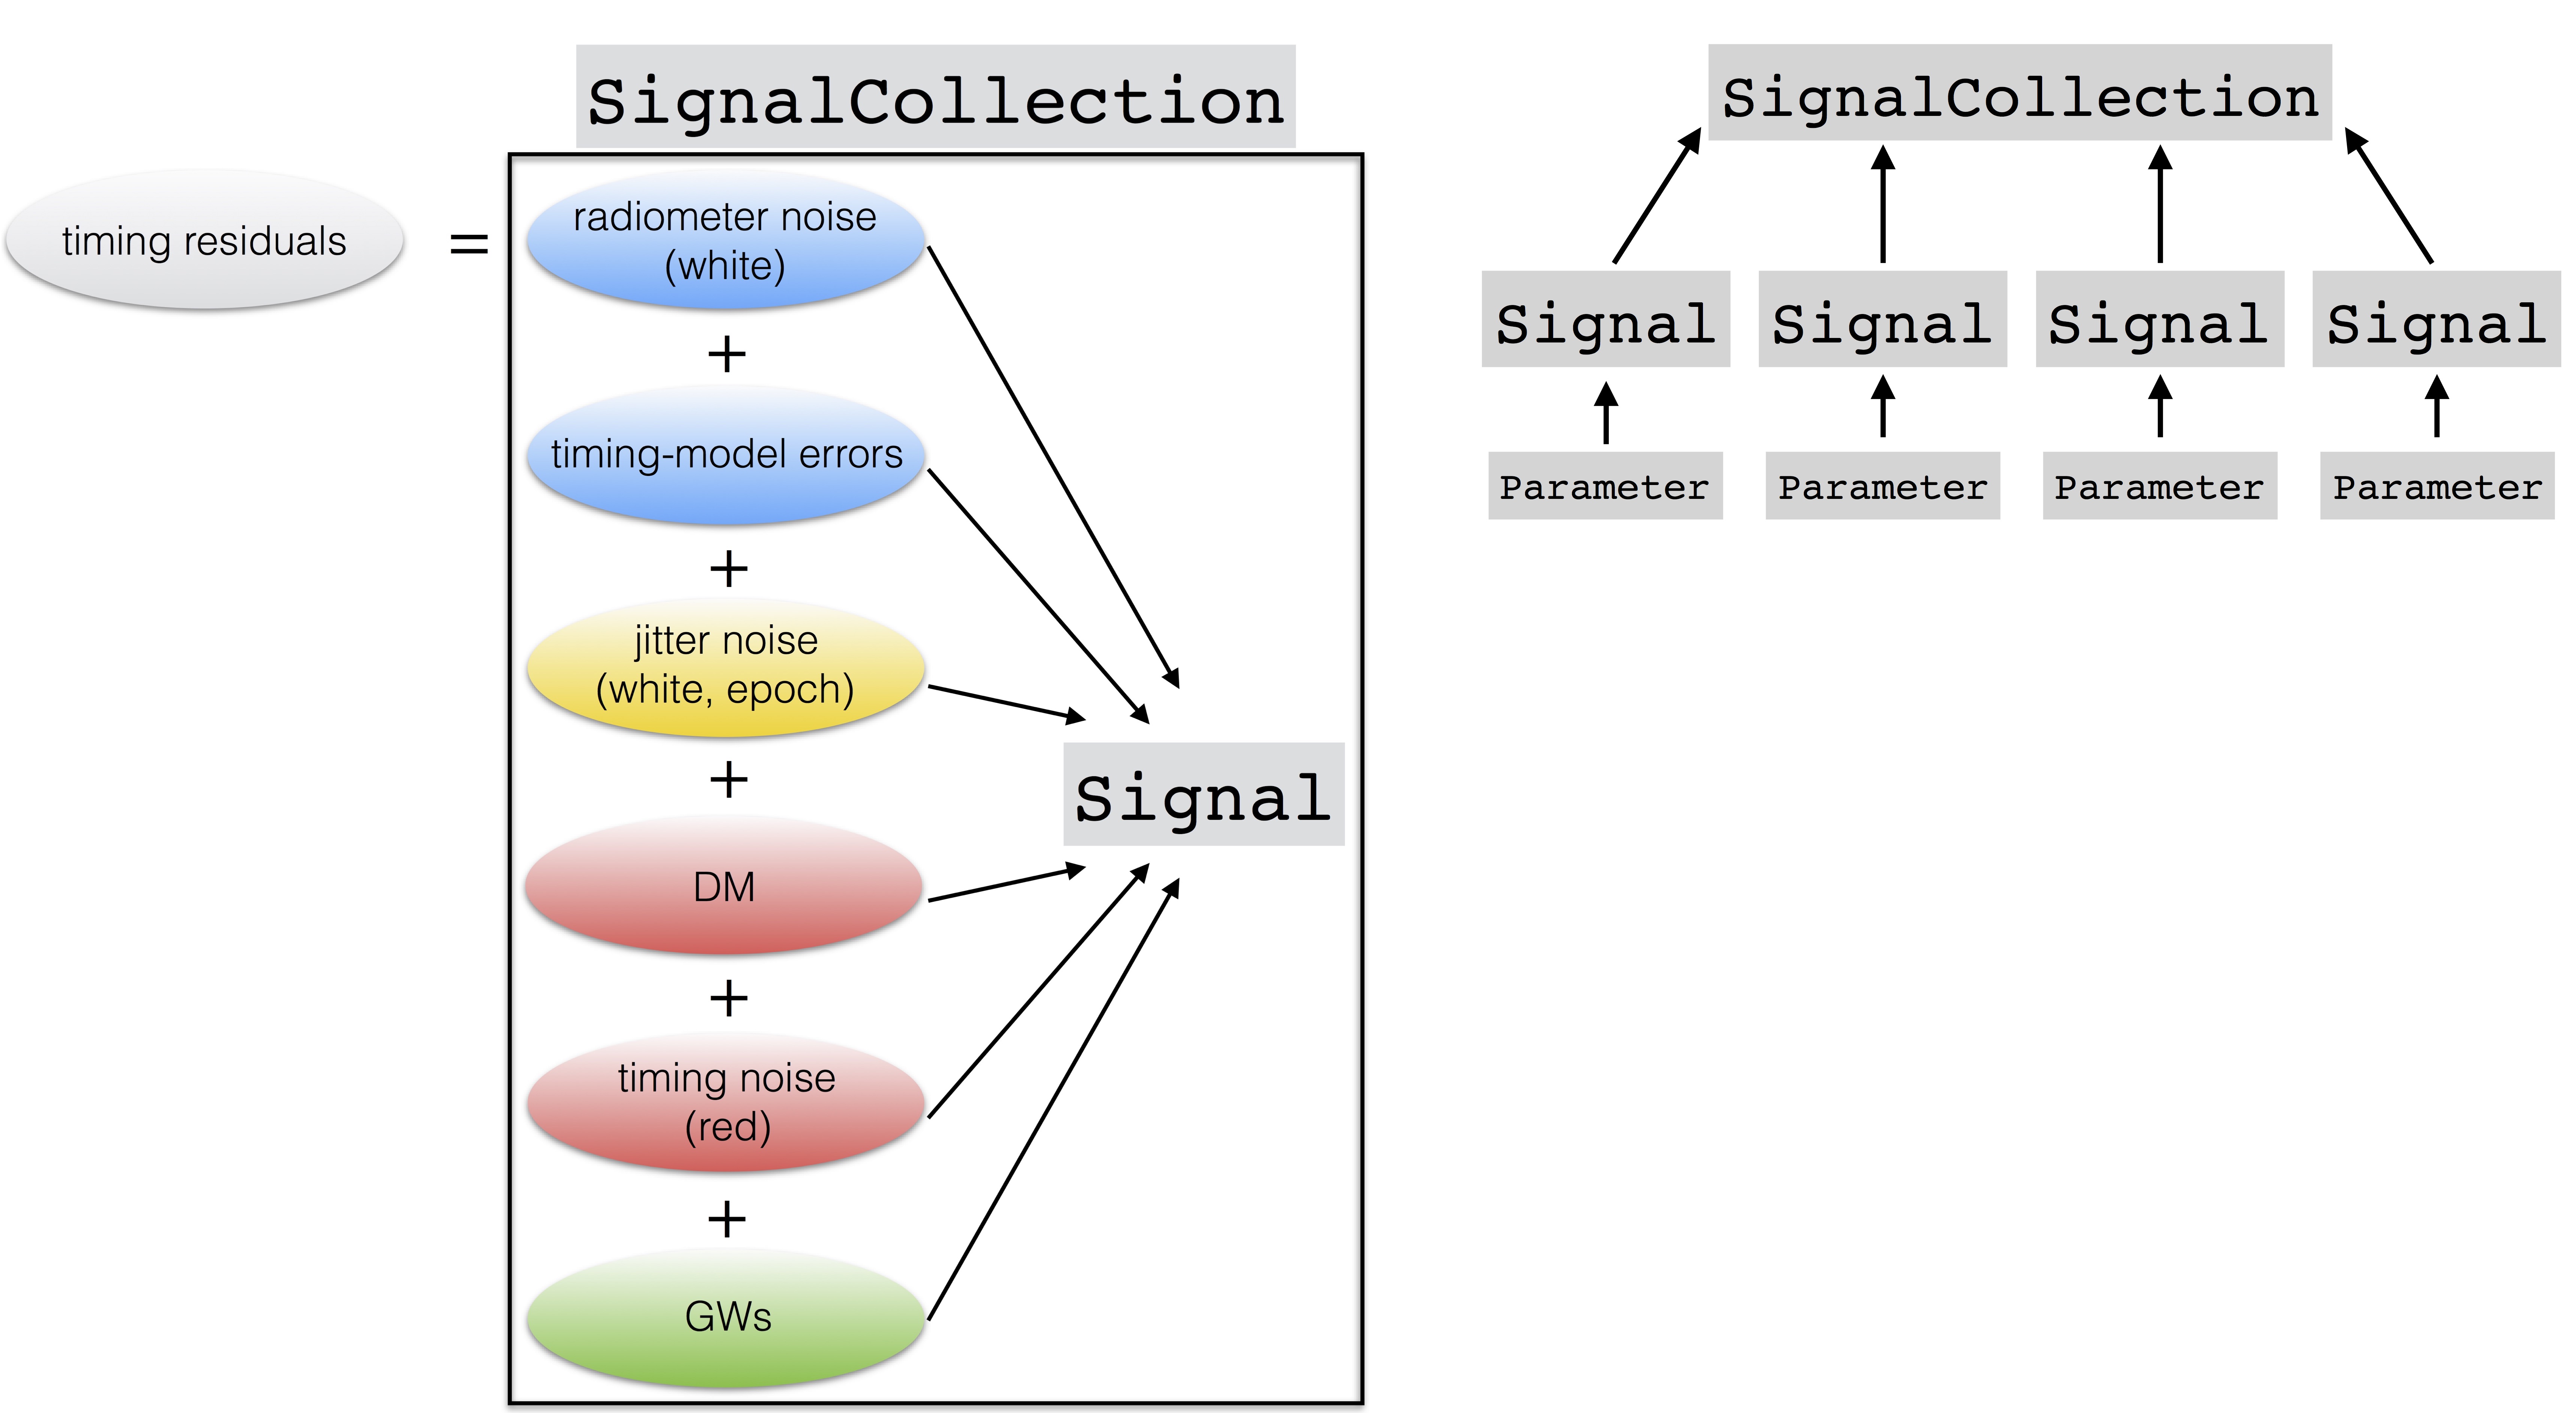 SignalCollection
timing residuals
=
radiometer noise
(white)
+
timing-model errors
+
jitter noise
(white, epoch)
+
DM
+
timing noise
(red)
+
GWs
Signal
SignalCollection
Signal Signal Signal Signal
Parameter Parameter Parameter Parameter